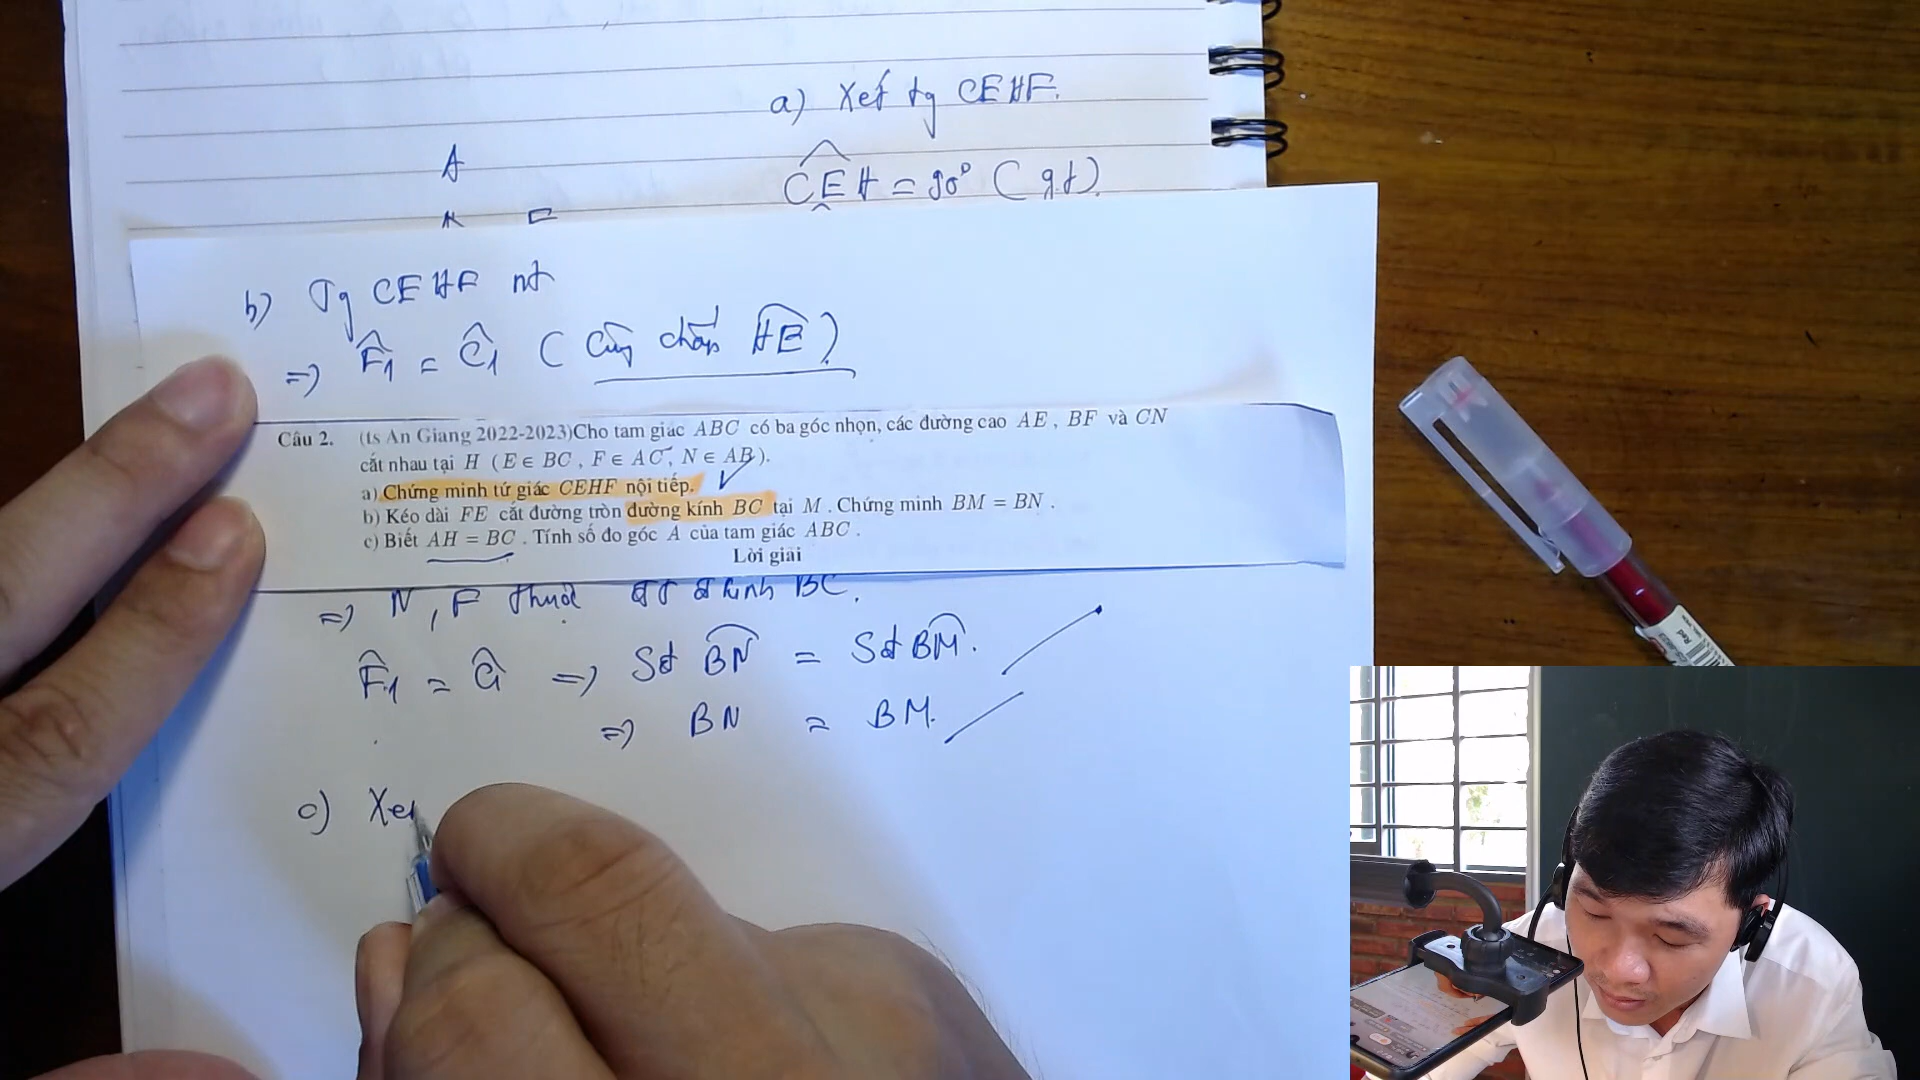 a) Xét tg CEHF.
A
CEH = 90° (gt).
b) Tg CEHF nt
=> F1 = C1 ( cùng chắn HE )
Câu 2. (ts An Giang 2022-2023)Cho tam giác ABC có ba góc nhọn, các đường cao AE , BF và CN
cắt nhau tại H ( E ∈ BC , F ∈ AC , N ∈ AB ).
a) Chứng minh tứ giác CEHF nội tiếp.
b) Kéo dài FE cắt đường tròn đường kính BC tại M . Chứng minh BM = BN .
c) Biết AH = BC . Tính số đo góc A của tam giác ABC .
Lời giải
=> N, F thuộc đt đ kính BC.
F1 = C1 => Sđ BN = Sđ BM.
=> BN = BM.
c) Xe
Red